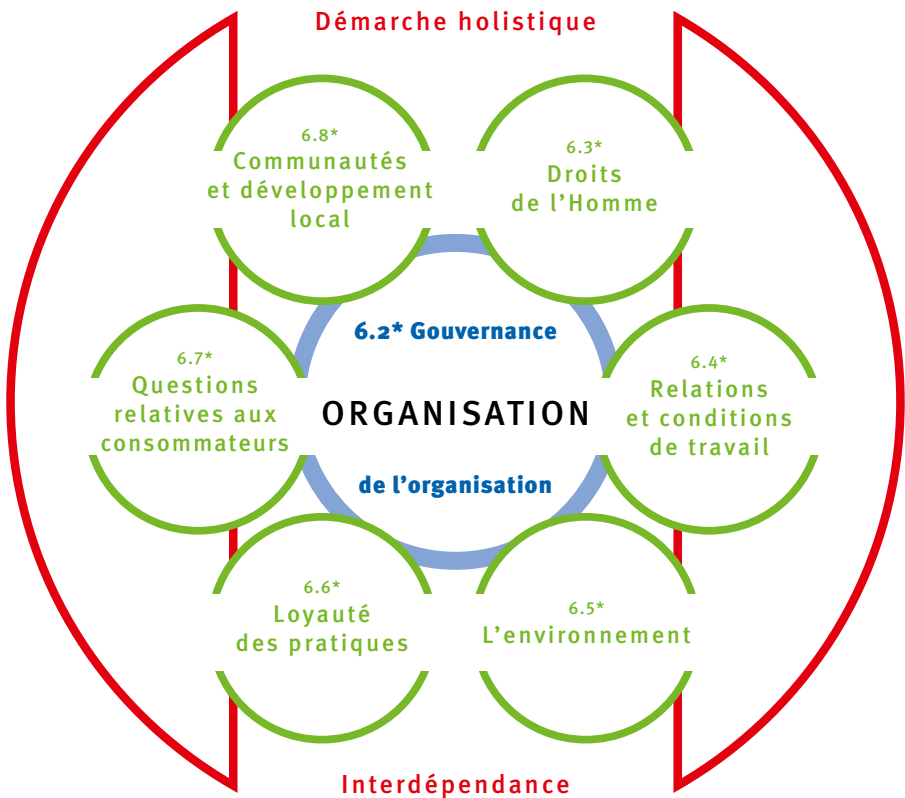 Démarche holistique
6.8*
Communautés
et développement
local
6.3*
Droits
de l’Homme
6.2* Gouvernance
ORGANISATION
de l’organisation
6.7*
Questions
relatives aux
consommateurs
6.4*
Relations
et conditions
de travail
6.6*
Loyauté
des pratiques
6.5*
L’environnement
Interdépendance